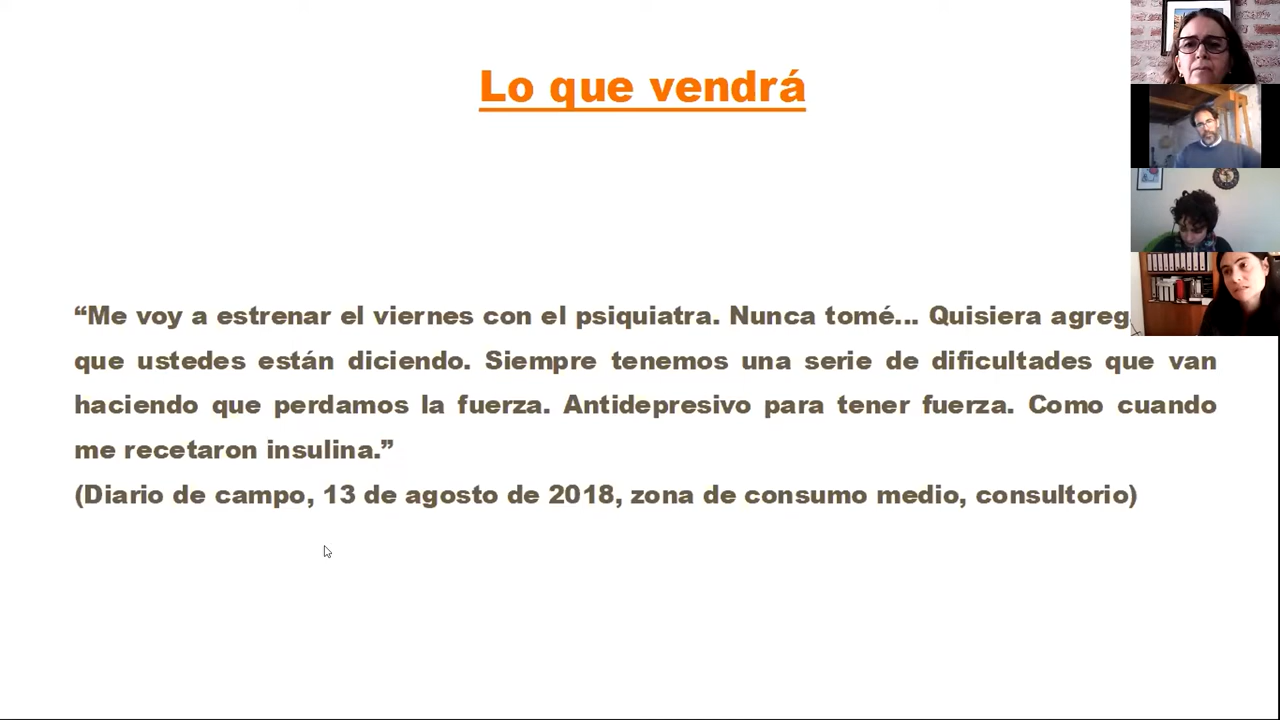 Lo que vendrá
“Me voy a estrenar el viernes con el psiquiatra. Nunca tomé... Quisiera
que ustedes están diciendo. Siempre tenemos una serie de dificultades que van
haciendo que perdamos la fuerza. Antidepresivo para tener fuerza. Como cuando
me recetaron insulina.”
(Diario de campo, 13 de agosto de 2018, zona de consumo medio, consultorio)